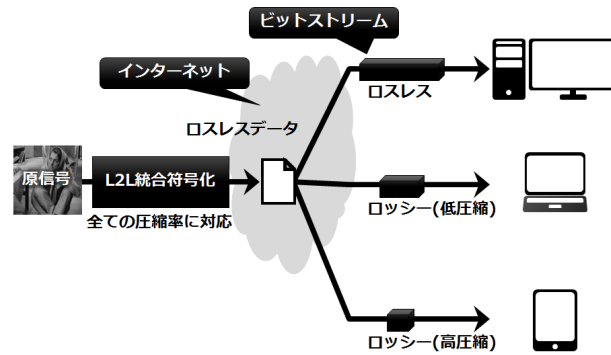 ビットストリーム
インターネット
ロスレス
ロスレスデータ
原信号
L2L統合符号化
全ての圧縮率に対応
ロッシー(低圧縮)
ロッシー(高圧縮)